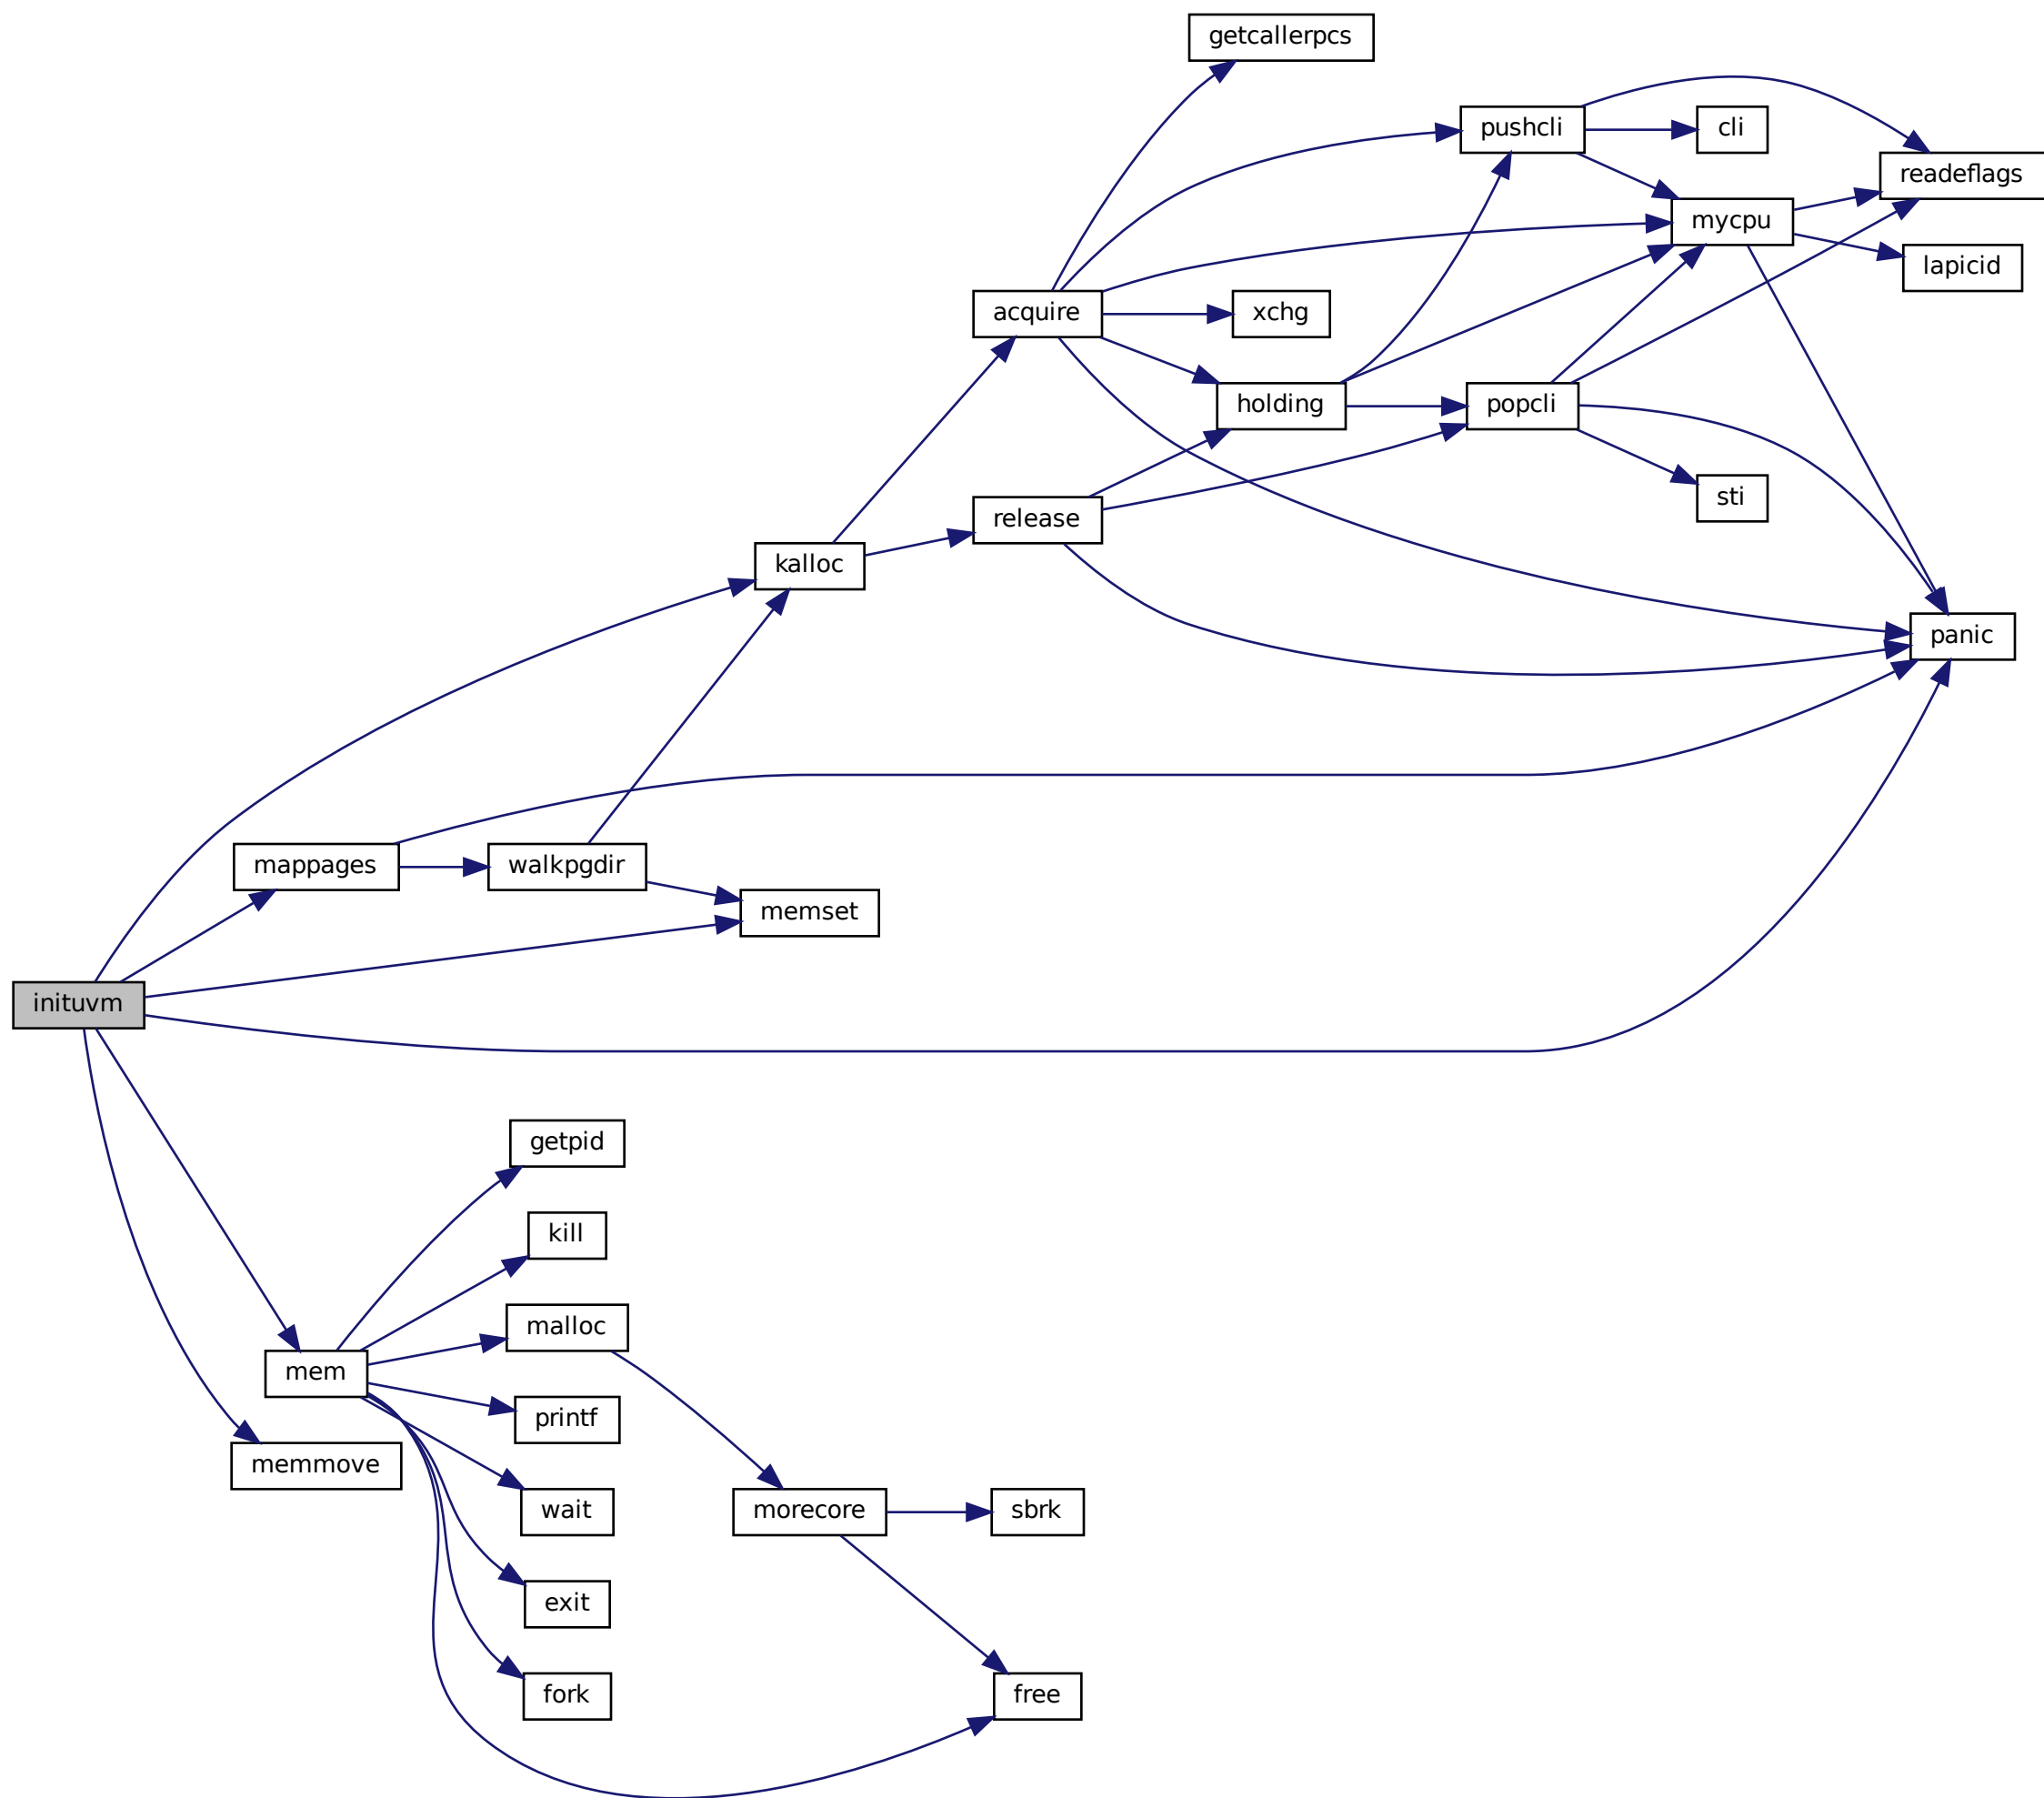 getcallerpcs
pushcli
cli
readeflags
mycpu
lapicid
acquire
xchg
holding
popcli
sti
release
kalloc
panic
mappages
walkpgdir
memset
inituvm
getpid
kill
malloc
mem
printf
memmove
wait
morecore
sbrk
exit
fork
free